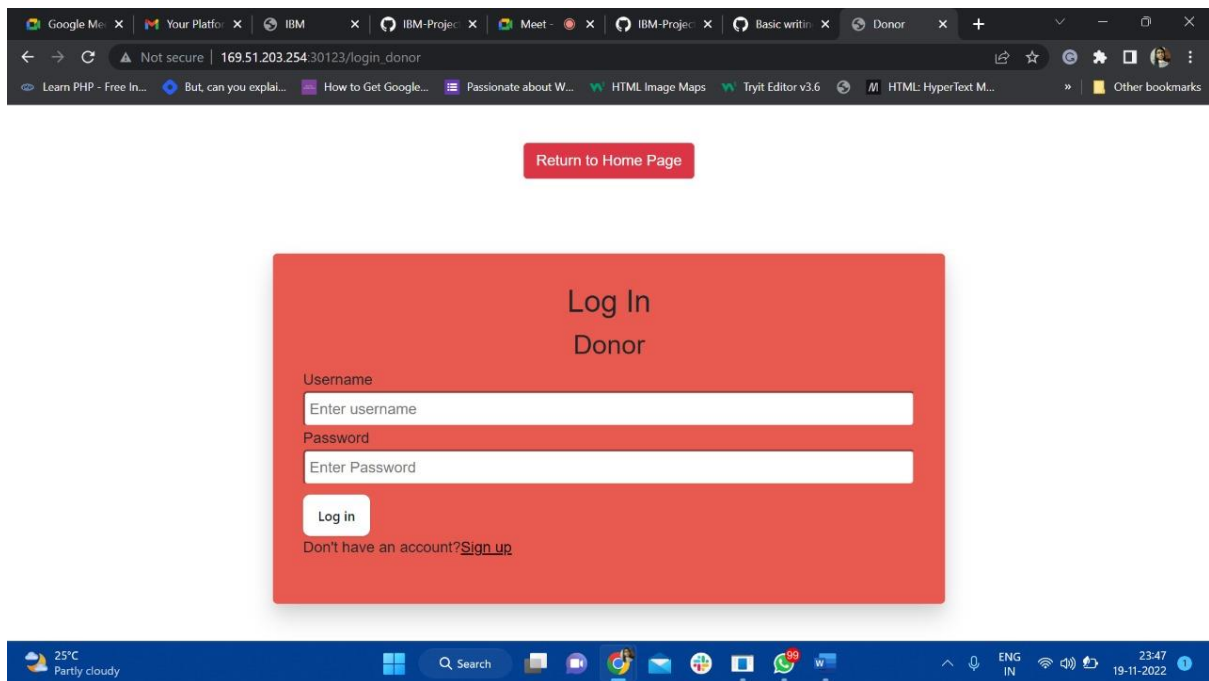 Google Me
Your Platfor
IBM
IBM-Projec
Meet -
IBM-Projec
Basic writin
Donor
Not secure
169.51.203.254:30123/login_donor
Learn PHP - Free In...
But, can you explai...
How to Get Google...
Passionate about W...
HTML Image Maps
Tryit Editor v3.6
HTML: HyperText M...
»
Other bookmarks
Return to Home Page
Log In
Donor
Username
Enter username
Password
Enter Password
Log in
Don't have an account?Sign up
25°C
Partly cloudy
Search
99
ENG
IN
23:47
19-11-2022
1